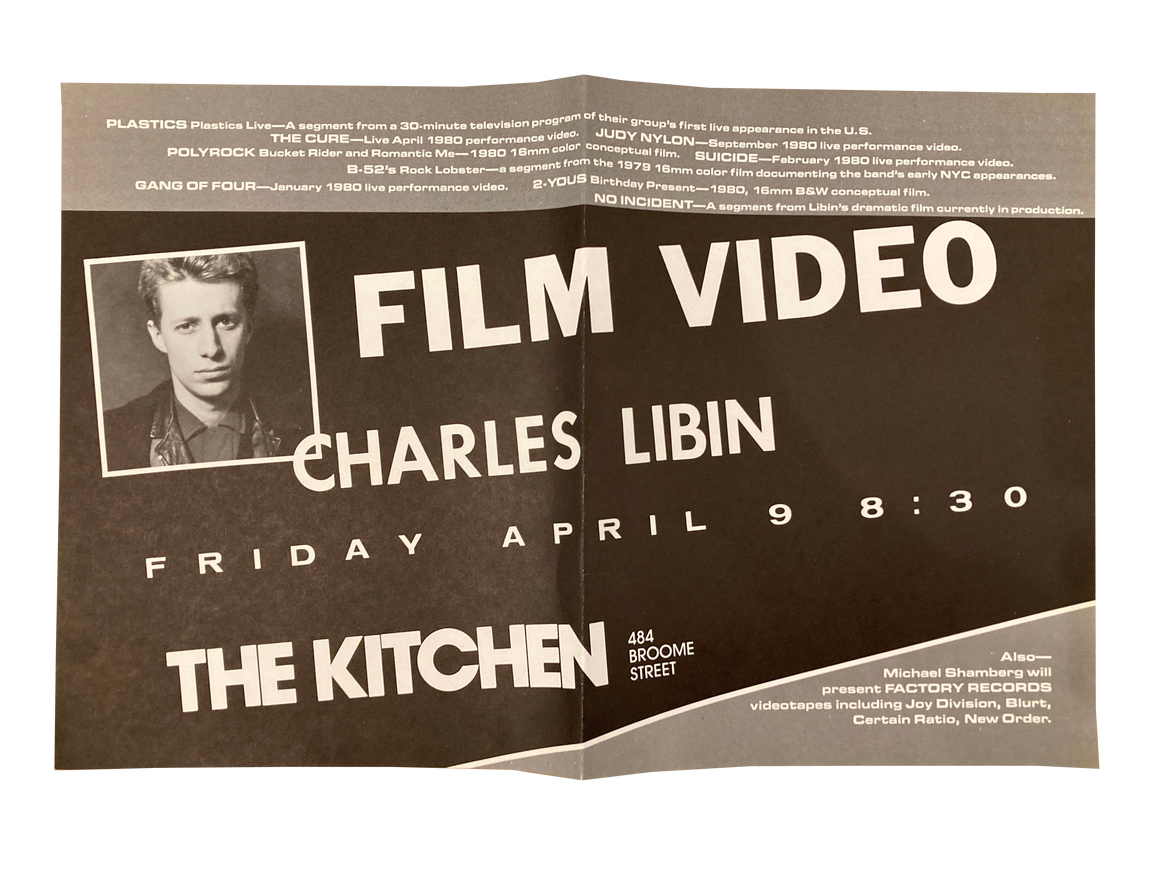 PLASTICS Plastics Live—A segment from a 30-minute television program of their group's first live appearance in the U.S.
THE CURE—Live April 1980 performance video. JUDY NYLON—September 1980 live performance video.
POLYROCK Bucket Rider and Romantic Me—1980 16mm color conceptual film. SUICIDE—February 1980 live performance video.
B-52's Rock Lobster—a segment from the 1979 16mm color film documenting the band's early NYC appearances.
GANG OF FOUR—January 1980 live performance video. 2-YOUS Birthday Present—1980, 16mm B&W conceptual film.
NO INCIDENT—A segment from Libin's dramatic film currently in production.
FILM VIDEO
CHARLES LIBIN
FRIDAY APRIL 9 8:30
THE KITCHEN
484
BROOME
STREET
Also—
Michael Shamberg will
present FACTORY RECORDS
videotapes including Joy Division, Blurt,
Certain Ratio, New Order.